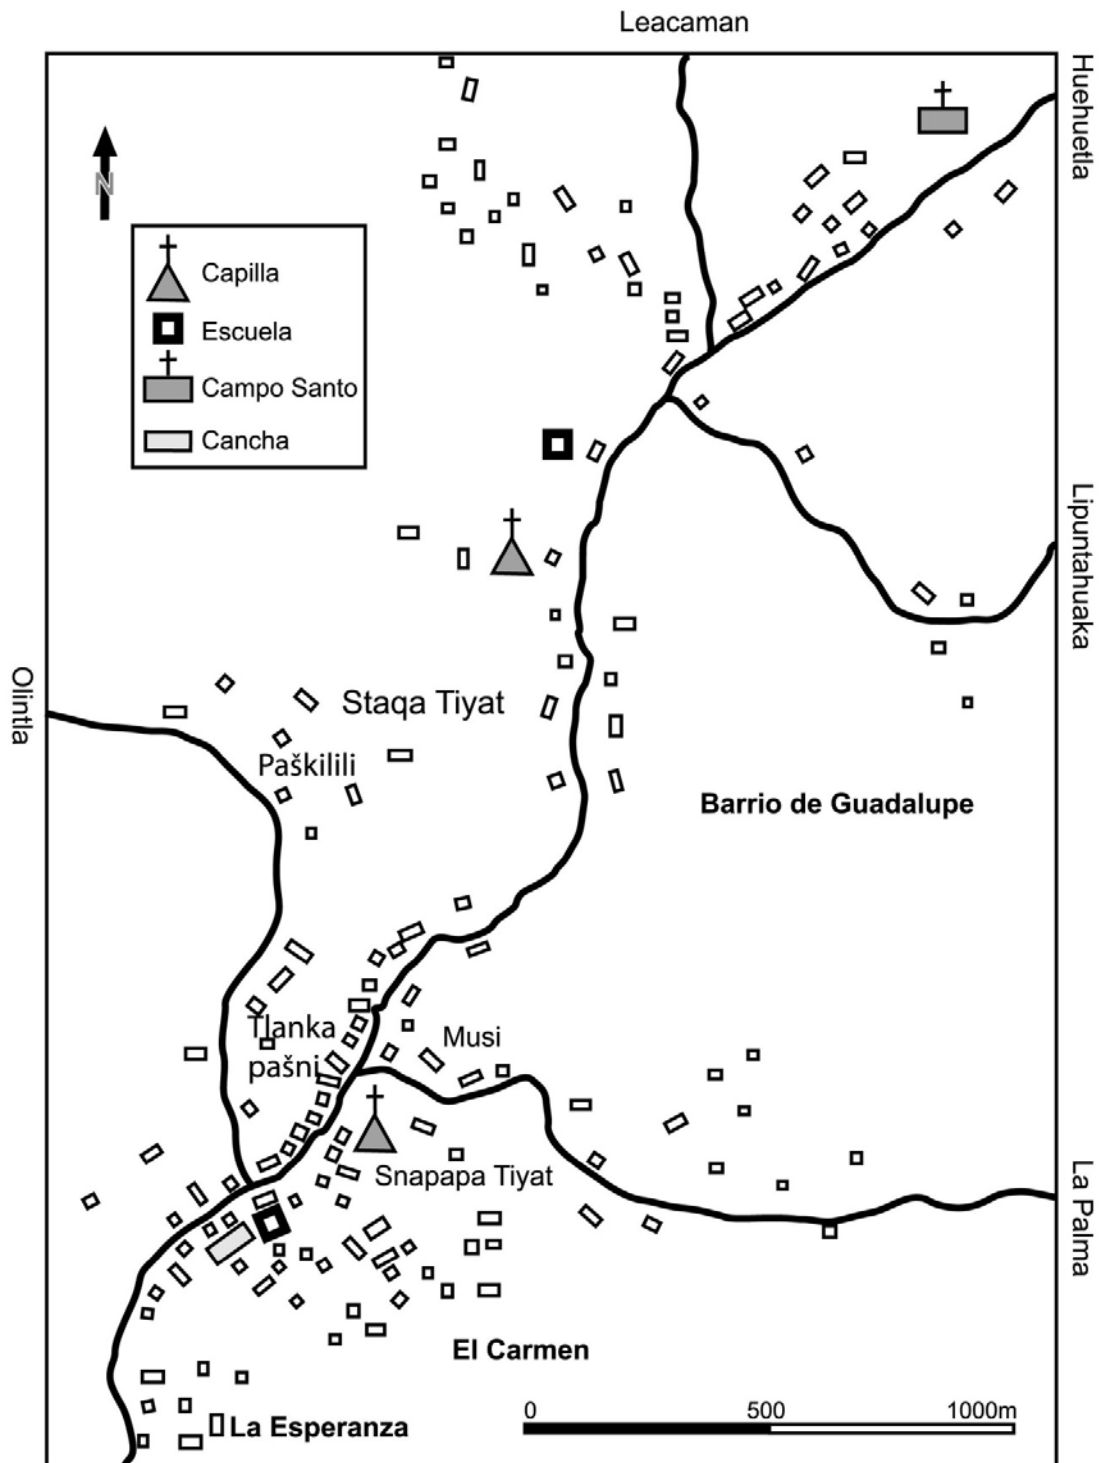 Leacaman
Huehuetla
N
Capilla
Escuela
Campo Santo
Cancha
Lipuntahuaka
Olintla
Staqa Tiyat
Paškilili
Barrio de Guadalupe
Tlanka
pašni
Musi
Snapapa Tiyat
La Palma
El Carmen
0 500 1000m
La Esperanza